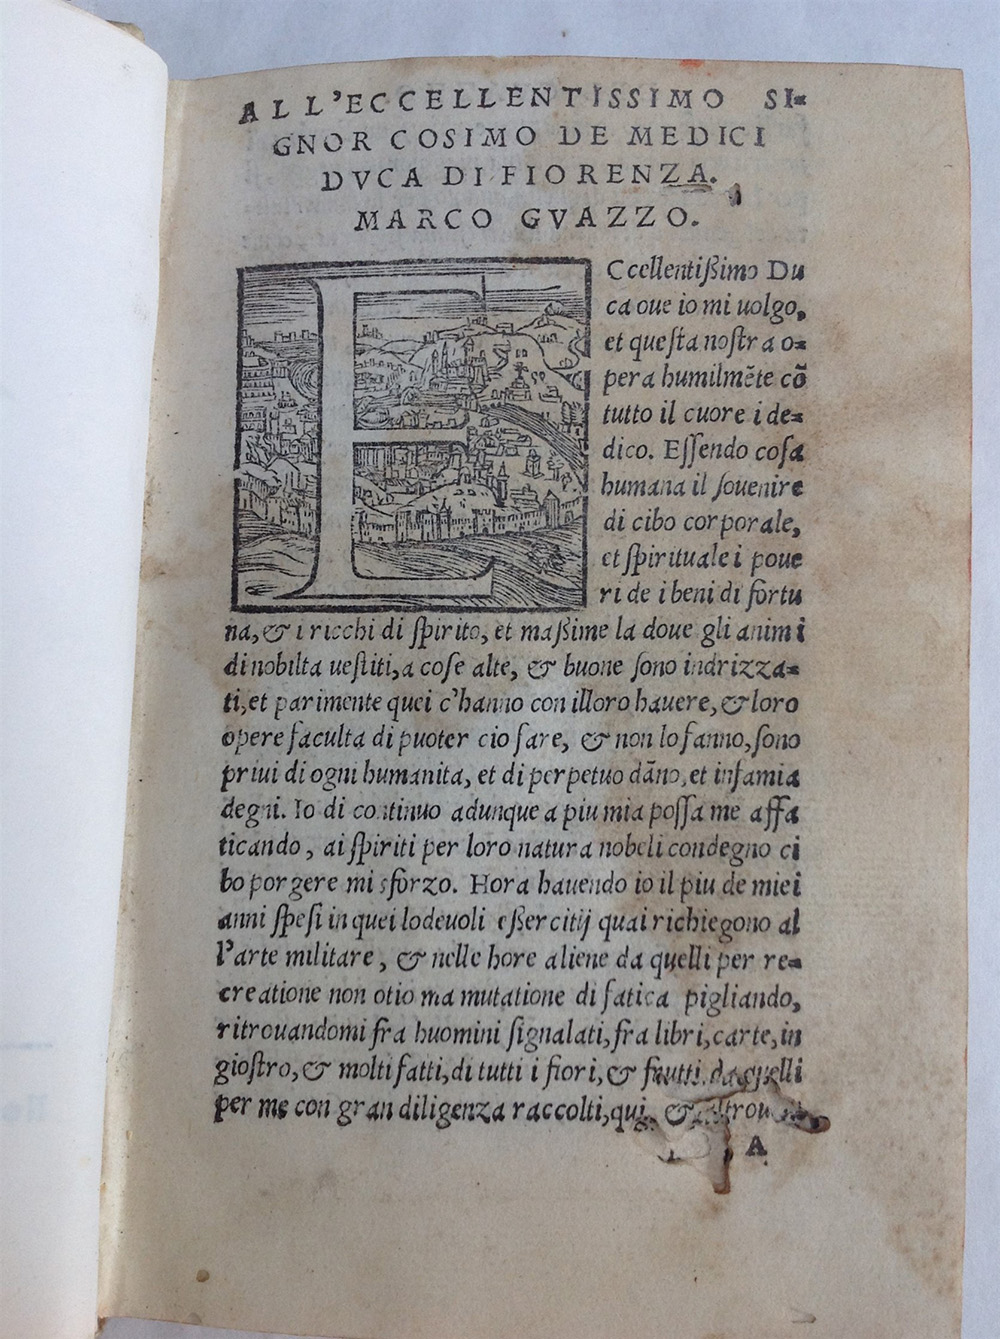 ALL'ECCELLENTISSIMO SI=
GNOR COSIMO DE MEDICI
DVCA DI FIORENZA.
MARCO GVAZZO.
E Ccellentißimo Du
ca oue io mi uolgo,
et queſta noſtra o=
pera humilmẽte cõ
tutto il cuore i de=
dico. Eſſendo coſa
humana il ſouenire
di cibo corporale,
et ſpirituale i poue
ri de i beni di fortu
na, & i ricchi di ſpirito, et maßime la doue gli animi
di nobilta ueſtiti, a coſe alte, & buone ſono indrizza=
ti, et parimente quei c'hanno con illoro hauere, & loro
opere faculta di puoter cio fare, & non lo fanno, ſono
priui di ogni humanita, et di perpetuo dãno, et infamia
degni. Io di continuo adunque a piu mia poſſa me affa
ticando, ai ſpiriti per loro natura nobeli condegno ci
bo porgere mi sforzo. Hora hauendo io il piu de miei
anni ſpeſi in quei lodeuoli eßercitij quai richiegono al
l'arte militare, & nelle hore aliene da quelli per re=
creatione non otio ma mutatione di fatica pigliando,
ritrouandomi fra huomini ſignalati, fra libri, carte, in
gioſtro, & molti fatti, di tutti i fiori, & frutti da quelli
per me con gran diligenza raccolti, qui, &
A